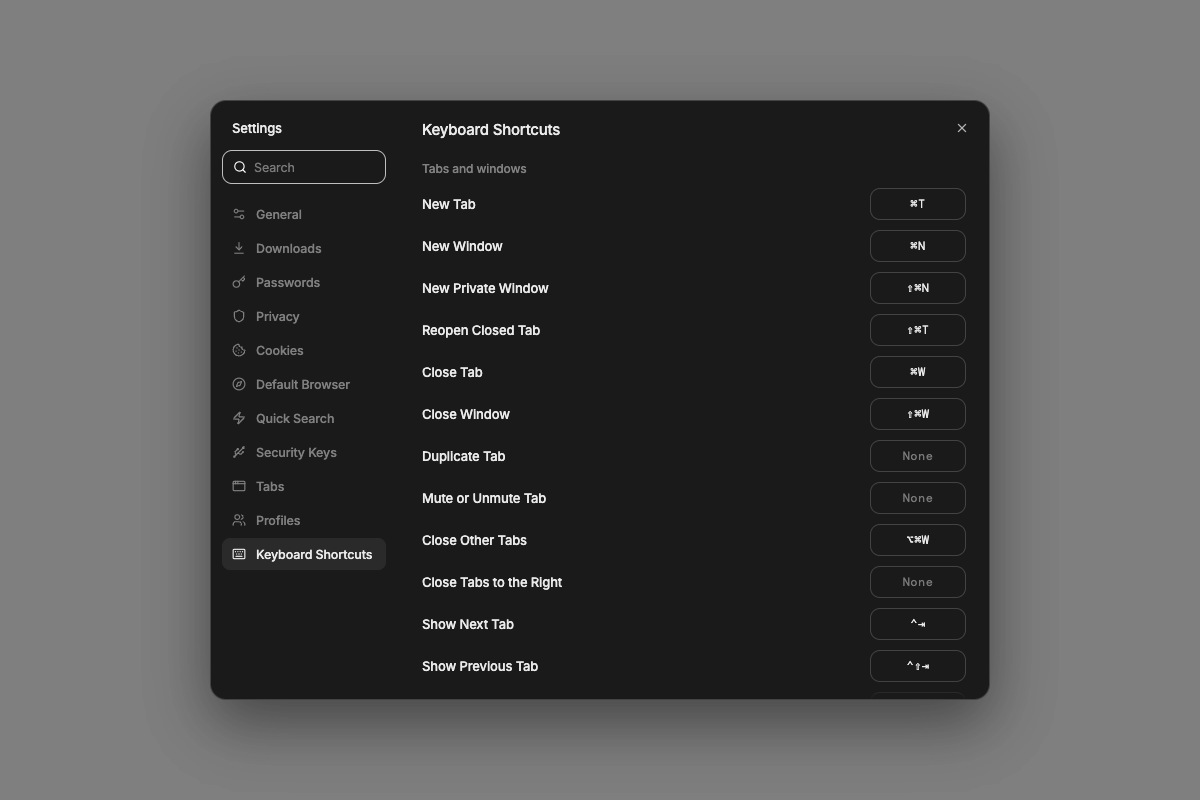 Settings
Search
General
Downloads
Passwords
Privacy
Cookies
Default Browser
Quick Search
Security Keys
Tabs
Profiles
Keyboard Shortcuts
Keyboard Shortcuts
Tabs and windows
New Tab ⌘T
New Window ⌘N
New Private Window ⇧⌘N
Reopen Closed Tab ⇧⌘T
Close Tab ⌘W
Close Window ⇧⌘W
Duplicate Tab None
Mute or Unmute Tab None
Close Other Tabs ⌥⌘W
Close Tabs to the Right None
Show Next Tab ^⇥
Show Previous Tab ^⇧⇥